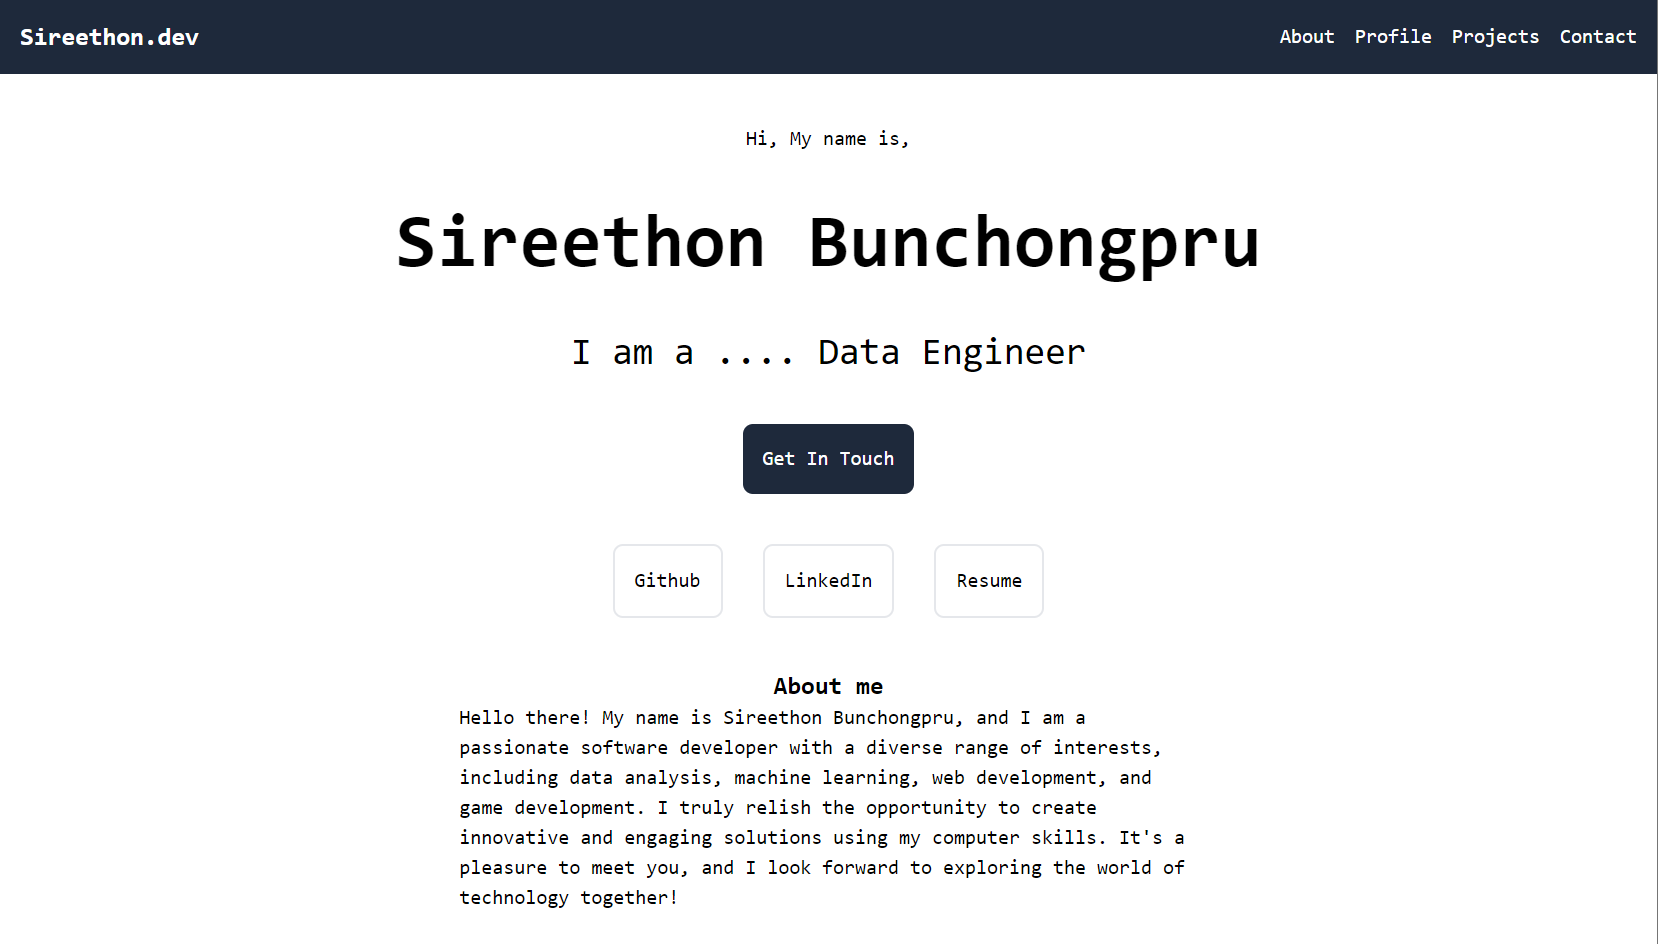 Sireethon.dev
About Profile Projects Contact
Hi, My name is,
Sireethon Bunchongpru
I am a .... Data Engineer
Get In Touch
Github
LinkedIn
Resume
About me
Hello there! My name is Sireethon Bunchongpru, and I am a
passionate software developer with a diverse range of interests,
including data analysis, machine learning, web development, and
game development. I truly relish the opportunity to create
innovative and engaging solutions using my computer skills. It's a
pleasure to meet you, and I look forward to exploring the world of
technology together!